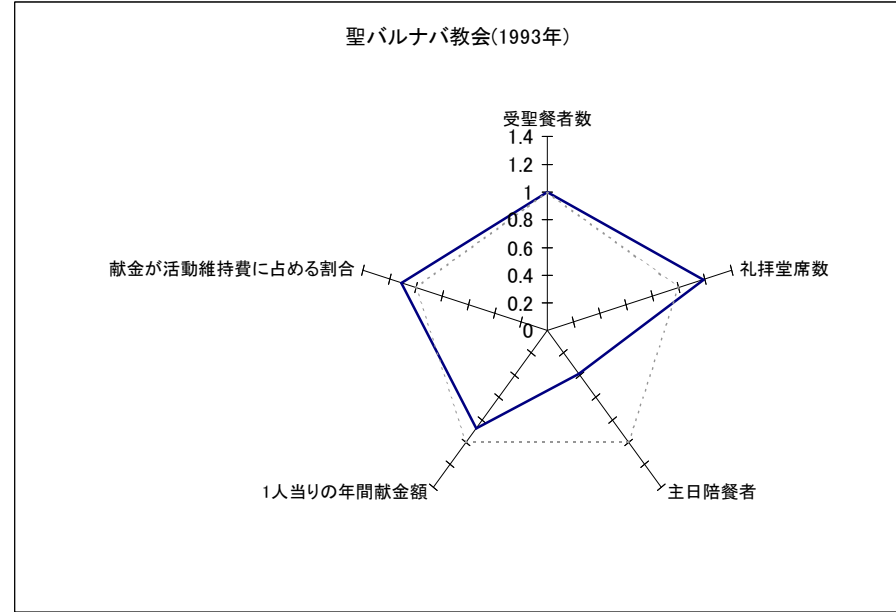 聖バルナバ教会(1993年)
受聖餐者数
1.4
1.2
1
0.8
0.6
0.4
0.2
0
礼拝堂席数
献金が活動維持費に占める割合
1人当りの年間献金額
主日陪餐者